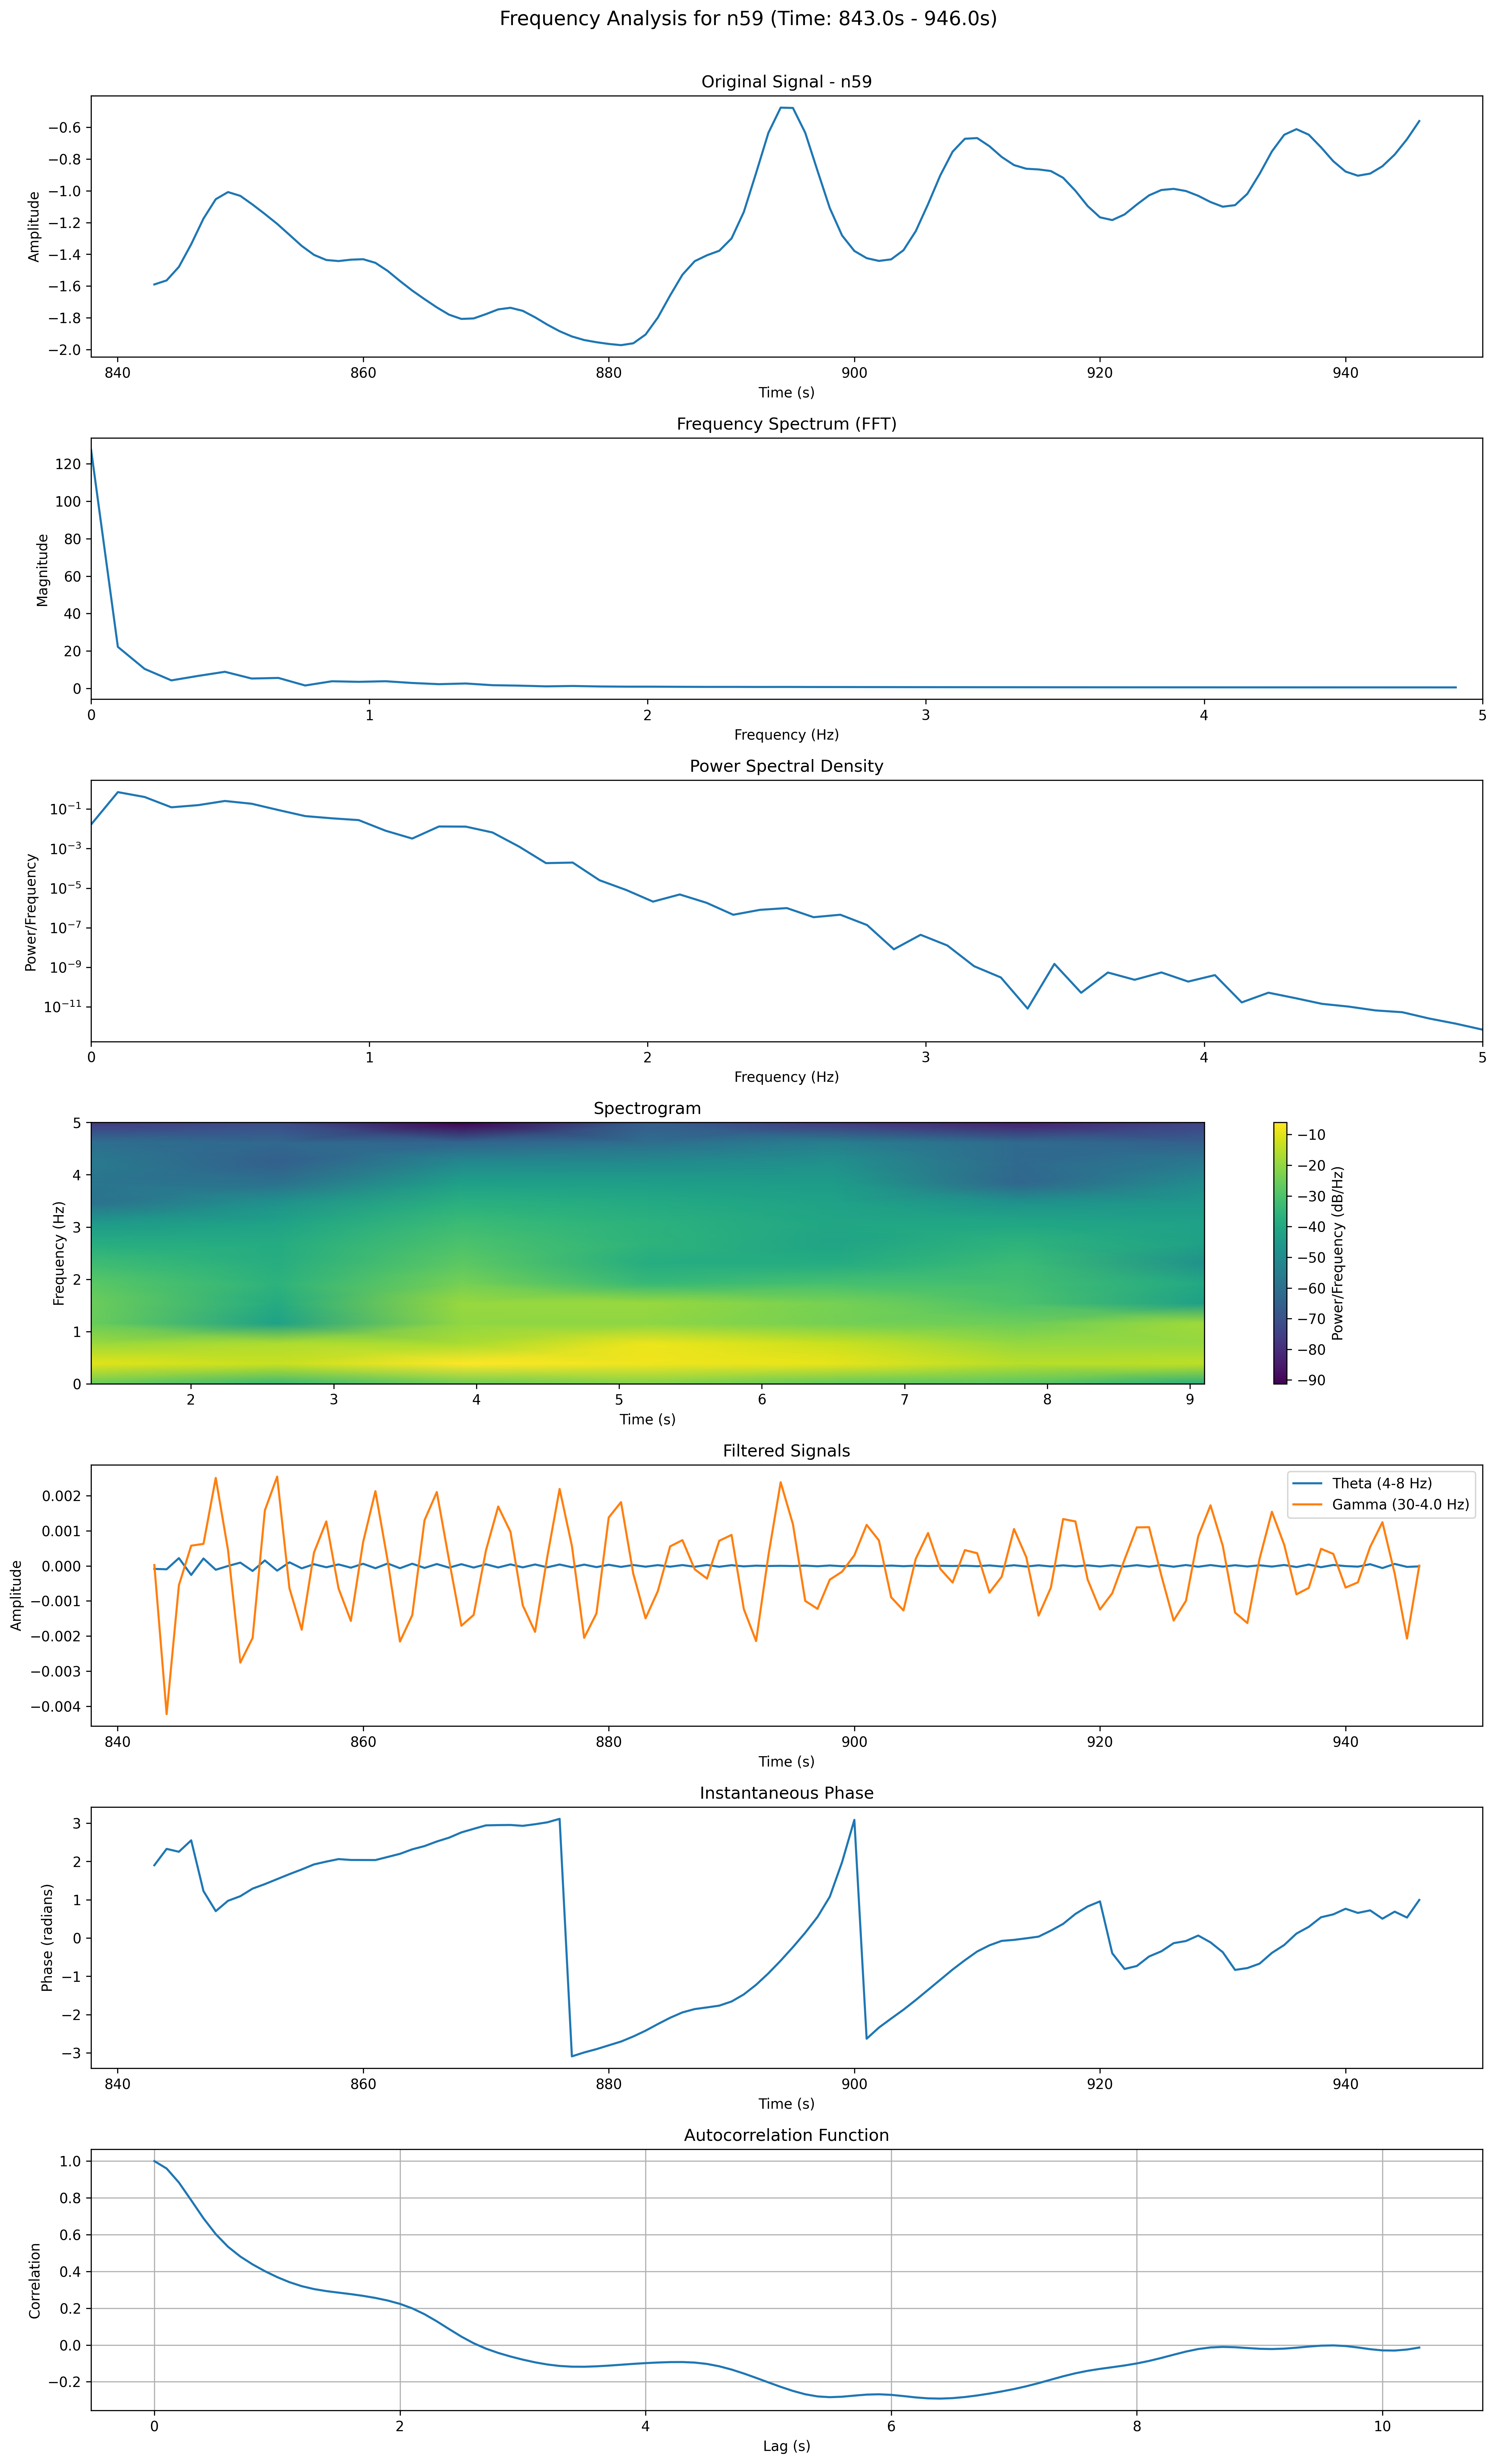 Frequency Analysis for n59 (Time: 843.0s - 946.0s)
Original Signal - n59
Amplitude
−0.6
−0.8
−1.0
−1.2
−1.4
−1.6
−1.8
−2.0
840 860 880 900 920 940
Time (s)
Frequency Spectrum (FFT)
Magnitude
120
100
80
60
40
20
0
0 1 2 3 4 5
Frequency (Hz)
Power Spectral Density
Power/Frequency
10⁻¹
10⁻³
10⁻⁵
10⁻⁷
10⁻⁹
10⁻¹¹
0 1 2 3 4 5
Frequency (Hz)
Spectrogram
Frequency (Hz)
5
4
3
2
1
0
2 3 4 5 6 7 8 9
Time (s)
−10
−20
−30
−40
−50
−60
−70
−80
−90
Power/Frequency (dB/Hz)
Filtered Signals
Theta (4-8 Hz)
Gamma (30-4.0 Hz)
Amplitude
0.002
0.001
0.000
−0.001
−0.002
−0.003
−0.004
840 860 880 900 920 940
Time (s)
Instantaneous Phase
Phase (radians)
3
2
1
0
−1
−2
−3
840 860 880 900 920 940
Time (s)
Autocorrelation Function
Correlation
1.0
0.8
0.6
0.4
0.2
0.0
−0.2
0 2 4 6 8 10
Lag (s)